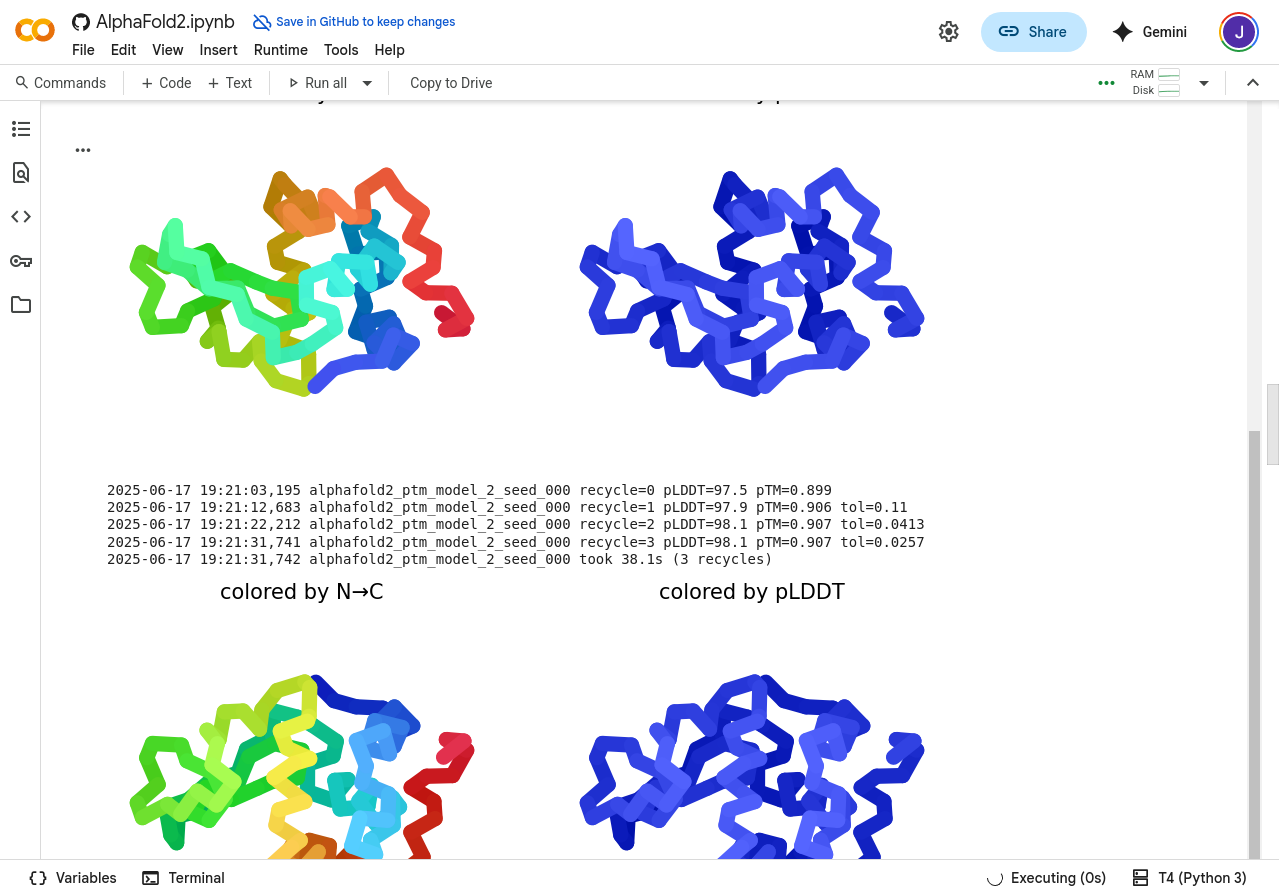 AlphaFold2.ipynb
Save in GitHub to keep changes
File Edit View Insert Runtime Tools Help
Share
Gemini
J
Commands
+ Code + Text
Run all
Copy to Drive
RAM
Disk
2025-06-17 19:21:03,195 alphafold2_ptm_model_2_seed_000 recycle=0 pLDDT=97.5 pTM=0.899
2025-06-17 19:21:12,683 alphafold2_ptm_model_2_seed_000 recycle=1 pLDDT=97.9 pTM=0.906 tol=0.11
2025-06-17 19:21:22,212 alphafold2_ptm_model_2_seed_000 recycle=2 pLDDT=98.1 pTM=0.907 tol=0.0413
2025-06-17 19:21:31,741 alphafold2_ptm_model_2_seed_000 recycle=3 pLDDT=98.1 pTM=0.907 tol=0.0257
2025-06-17 19:21:31,742 alphafold2_ptm_model_2_seed_000 took 38.1s (3 recycles)
colored by N→C
colored by pLDDT
Variables
Terminal
Executing (0s)
T4 (Python 3)